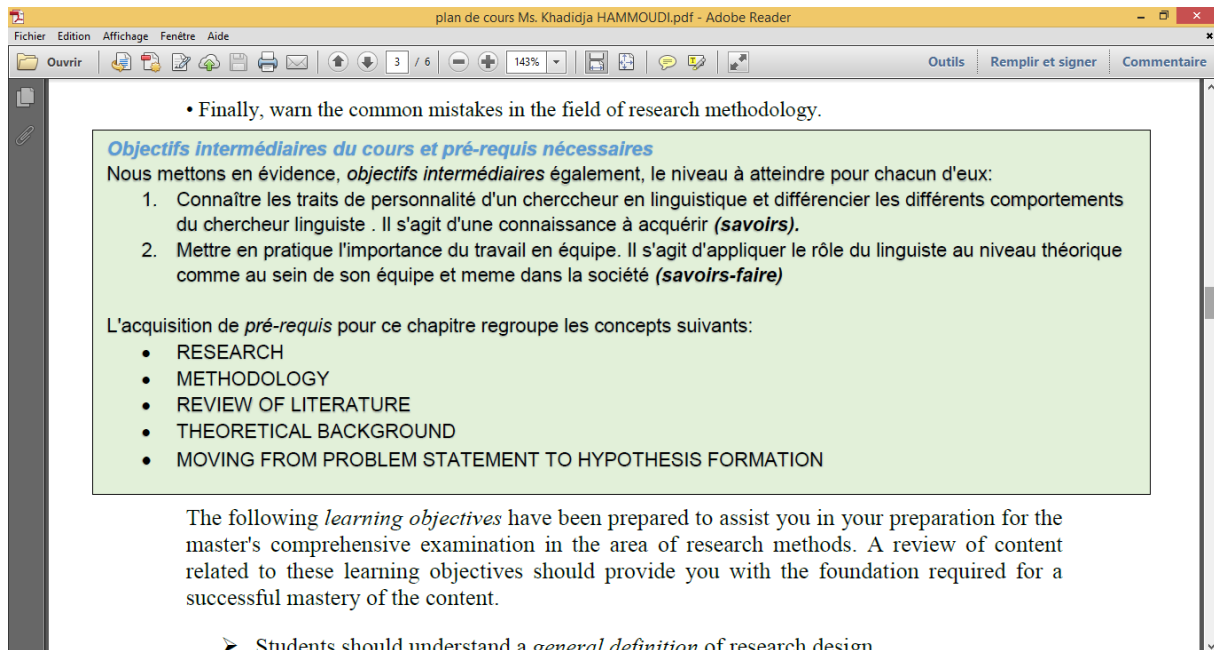 plan de cours Ms. Khadidja HAMMOUDI.pdf - Adobe Reader
Fichier Edition Affichage Fenêtre Aide
Ouvrir 3 / 6 143% Outils Remplir et signer Commentaire
• Finally, warn the common mistakes in the field of research methodology.
Objectifs intermédiaires du cours et pré-requis nécessaires
Nous mettons en évidence, objectifs intermédiaires également, le niveau à atteindre pour chacun d'eux:
1. Connaître les traits de personnalité d'un cherccheur en linguistique et différencier les différents comportements
du chercheur linguiste . Il s'agit d'une connaissance à acquérir (savoirs).
2. Mettre en pratique l'importance du travail en équipe. Il s'agit d'appliquer le rôle du linguiste au niveau théorique
comme au sein de son équipe et meme dans la société (savoirs-faire)
L'acquisition de pré-requis pour ce chapitre regroupe les concepts suivants:
• RESEARCH
• METHODOLOGY
• REVIEW OF LITERATURE
• THEORETICAL BACKGROUND
• MOVING FROM PROBLEM STATEMENT TO HYPOTHESIS FORMATION
The following learning objectives have been prepared to assist you in your preparation for the
master's comprehensive examination in the area of research methods. A review of content
related to these learning objectives should provide you with the foundation required for a
successful mastery of the content.
➢ Students should understand a general definition of research design